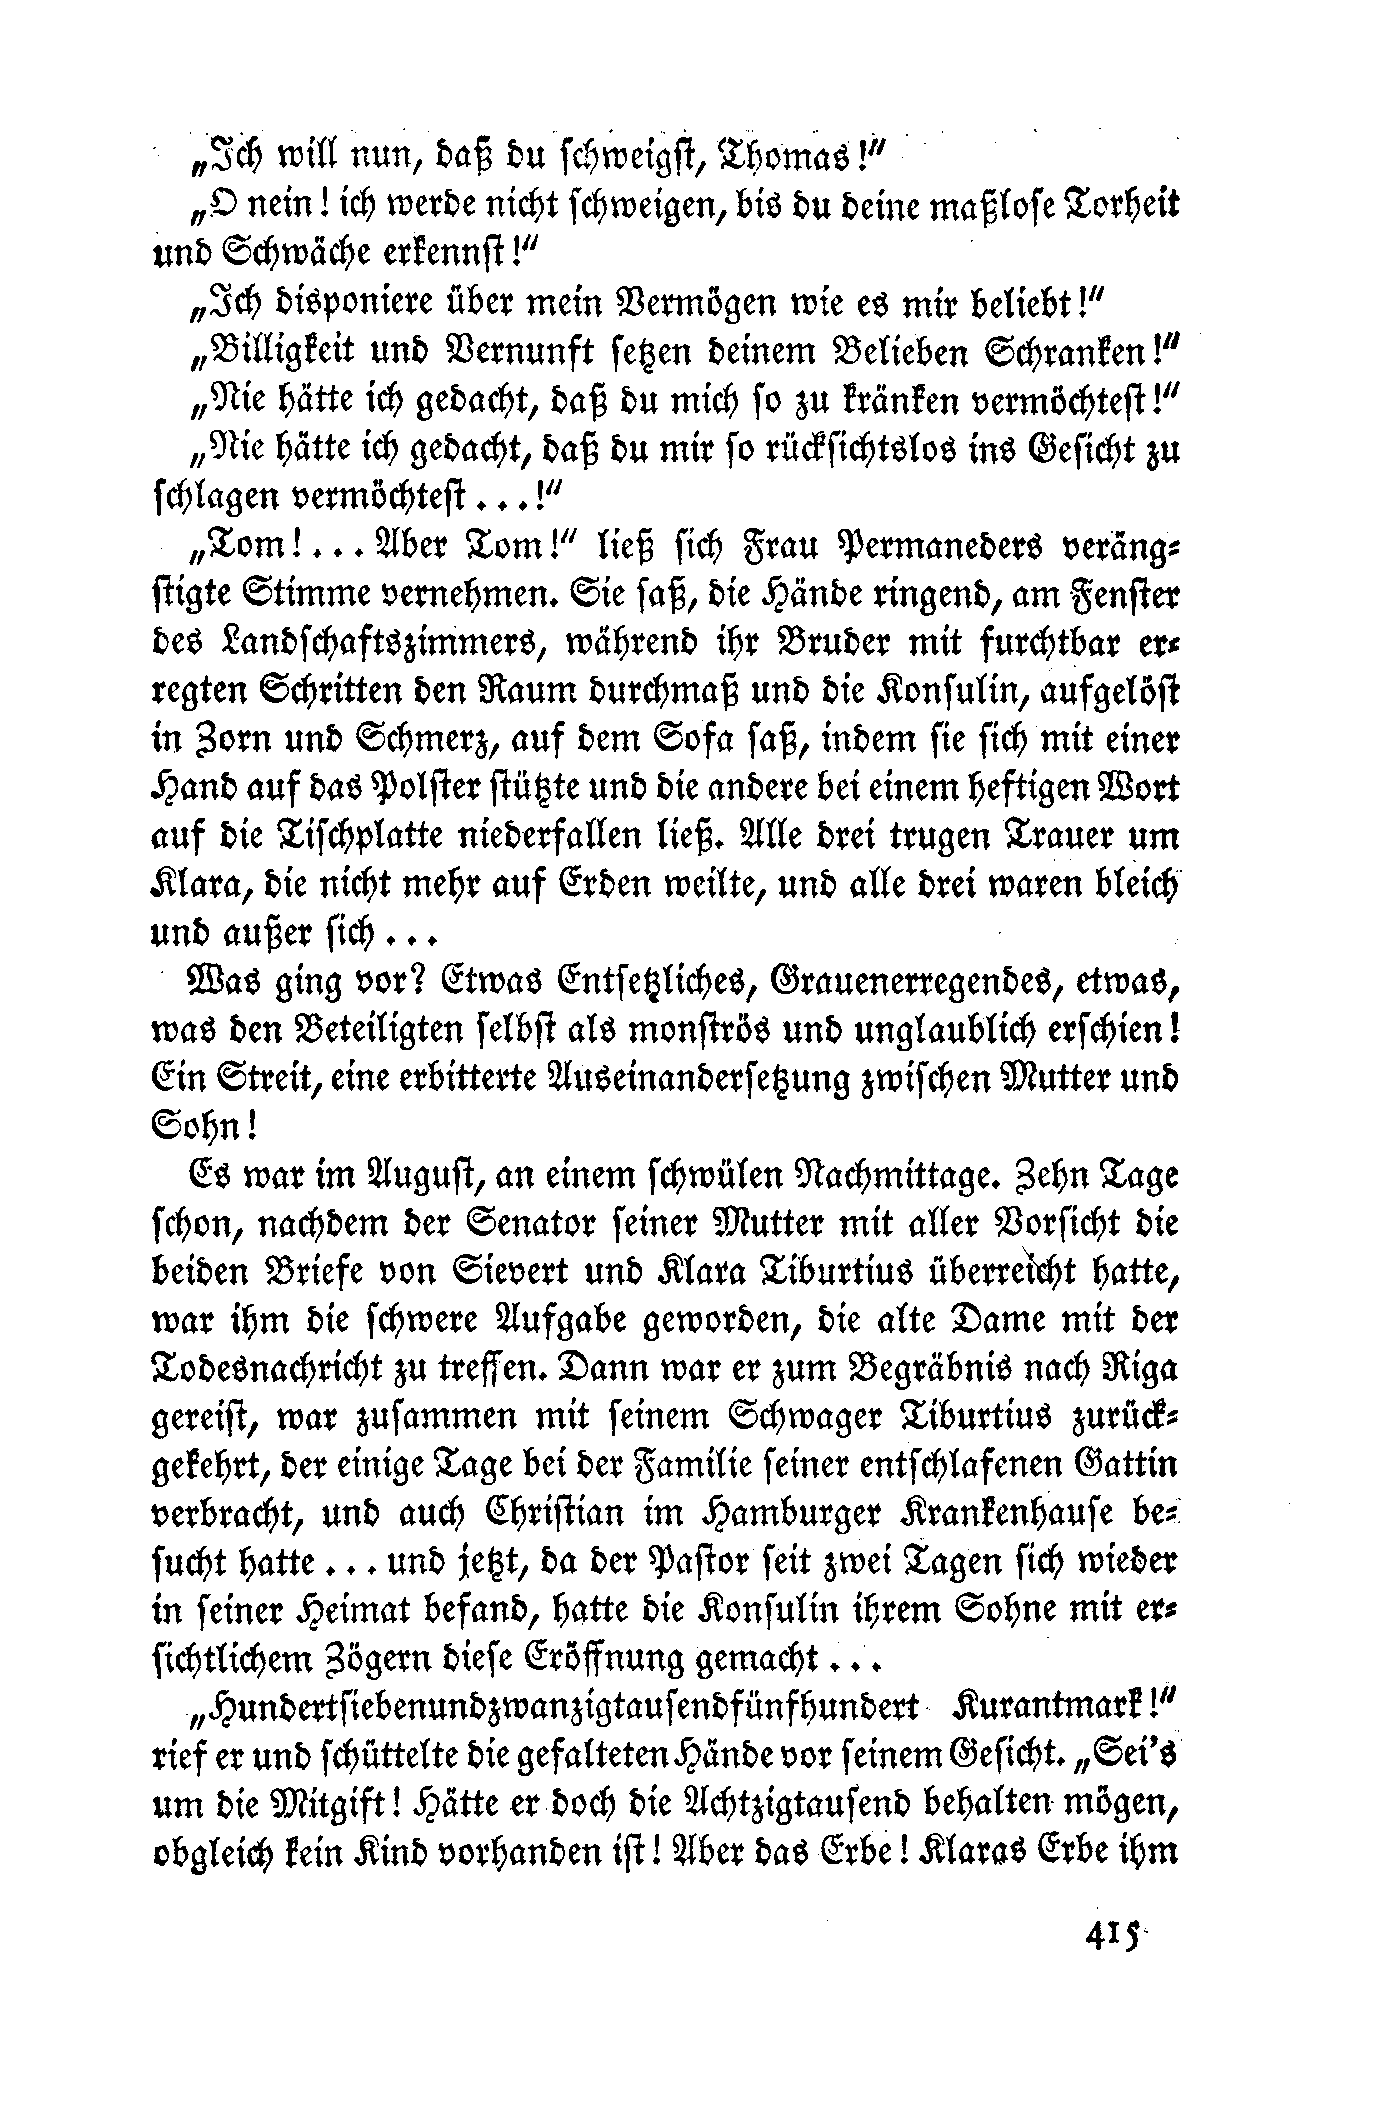 „Ich will nun, daß du schweigst, Thomas!“
„O nein! ich werde nicht schweigen, bis du deine maßlose Torheit
und Schwäche erkennst!“
„Ich disponiere über mein Vermögen wie es mir beliebt!“
„Billigkeit und Vernunft setzen deinem Belieben Schranken!“
„Nie hätte ich gedacht, daß du mich so zu kränken vermöchtest!“
„Nie hätte ich gedacht, daß du mir so rücksichtslos ins Gesicht zu
schlagen vermöchtest...!“
„Tom!... Aber Tom!“ ließ sich Frau Permaneders veräng-
stigte Stimme vernehmen. Sie saß, die Hände ringend, am Fenster
des Landschaftszimmers, während ihr Bruder mit furchtbar er-
regten Schritten den Raum durchmaß und die Konsulin, aufgelöst
in Zorn und Schmerz, auf dem Sofa saß, indem sie sich mit einer
Hand auf das Polster stützte und die andere bei einem heftigen Wort
auf die Tischplatte niederfallen ließ. Alle drei trugen Trauer um
Klara, die nicht mehr auf Erden weilte, und alle drei waren bleich
und außer sich...
Was ging vor? Etwas Entsetzliches, Grauenerregendes, etwas,
was den Beteiligten selbst als monströs und unglaublich erschien!
Ein Streit, eine erbitterte Auseinandersetzung zwischen Mutter und
Sohn!
Es war im August, an einem schwülen Nachmittage. Zehn Tage
schon, nachdem der Senator seiner Mutter mit aller Vorsicht die
beiden Briefe von Sievert und Klara Tiburtius überreicht hatte,
war ihm die schwere Aufgabe geworden, die alte Dame mit der
Todesnachricht zu treffen. Dann war er zum Begräbnis nach Riga
gereist, war zusammen mit seinem Schwager Tiburtius zurück-
gekehrt, der einige Tage bei der Familie seiner entschlafenen Gattin
verbracht, und auch Christian im Hamburger Krankenhause be-
sucht hatte... und jetzt, da der Pastor seit zwei Tagen sich wieder
in seiner Heimat befand, hatte die Konsulin ihrem Sohne mit er-
sichtlichem Zögern diese Eröffnung gemacht...
„Hundertsiebenundzwanzigtausendfünfhundert Kurantmark!“
rief er und schüttelte die gefalteten Hände vor seinem Gesicht. „Sei's
um die Mitgift! Hätte er doch die Achtzigtausend behalten mögen,
obgleich kein Kind vorhanden ist! Aber das Erbe! Klaras Erbe ihm
415